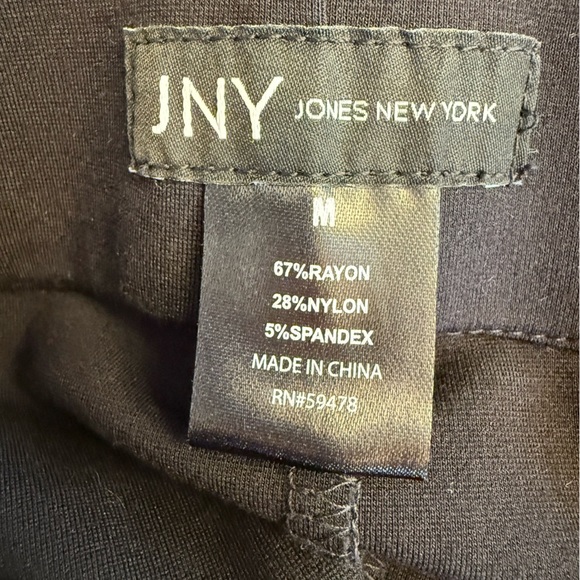 JNY JONES NEW YORK
M
67%RAYON
28%NYLON
5%SPANDEX
MADE IN CHINA
RN#59478